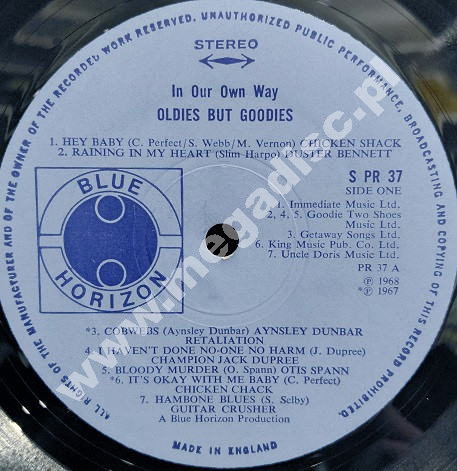 ALL RIGHTS OF THE MANUFACTURER AND OF THE OWNER OF THE RECORDED WORK RESERVED. UNAUTHORIZED PUBLIC PERFORMANCE, BROADCASTING AND COPYING OF THIS RECORD PROHIBITED.
STEREO
In Our Own Way
OLDIES BUT GOODIES
1. HEY BABY (C. Perfect/S. Webb/M. Vernon) CHICKEN SHACK
2. RAINING IN MY HEART (Slim Harpo) DUSTER BENNETT
BLUE
HORIZON
S PR 37
SIDE ONE
1. Immediate Music Ltd.
2, 4, 5. Goodie Two Shoes
Music Ltd.
3. Getaway Songs Ltd.
6. King Music Pub. Co. Ltd.
7. Uncle Doris Music Ltd.
PR 37 A
Ⓟ 1968
*Ⓟ 1967
*3. COBWEBS (Aynsley Dunbar) AYNSLEY DUNBAR
RETALIATION
4. I HAVEN'T DONE NO-ONE NO HARM (J. Dupree)
CHAMPION JACK DUPREE
5. BLOODY MURDER (O. Spann) OTIS SPANN
*6. IT'S OKAY WITH ME BABY (C. Perfect)
CHICKEN CHACK
7. HAMBONE BLUES (S. Selby)
GUITAR CRUSHER
A Blue Horizon Production
MADE IN ENGLAND
www.megadisc.pl